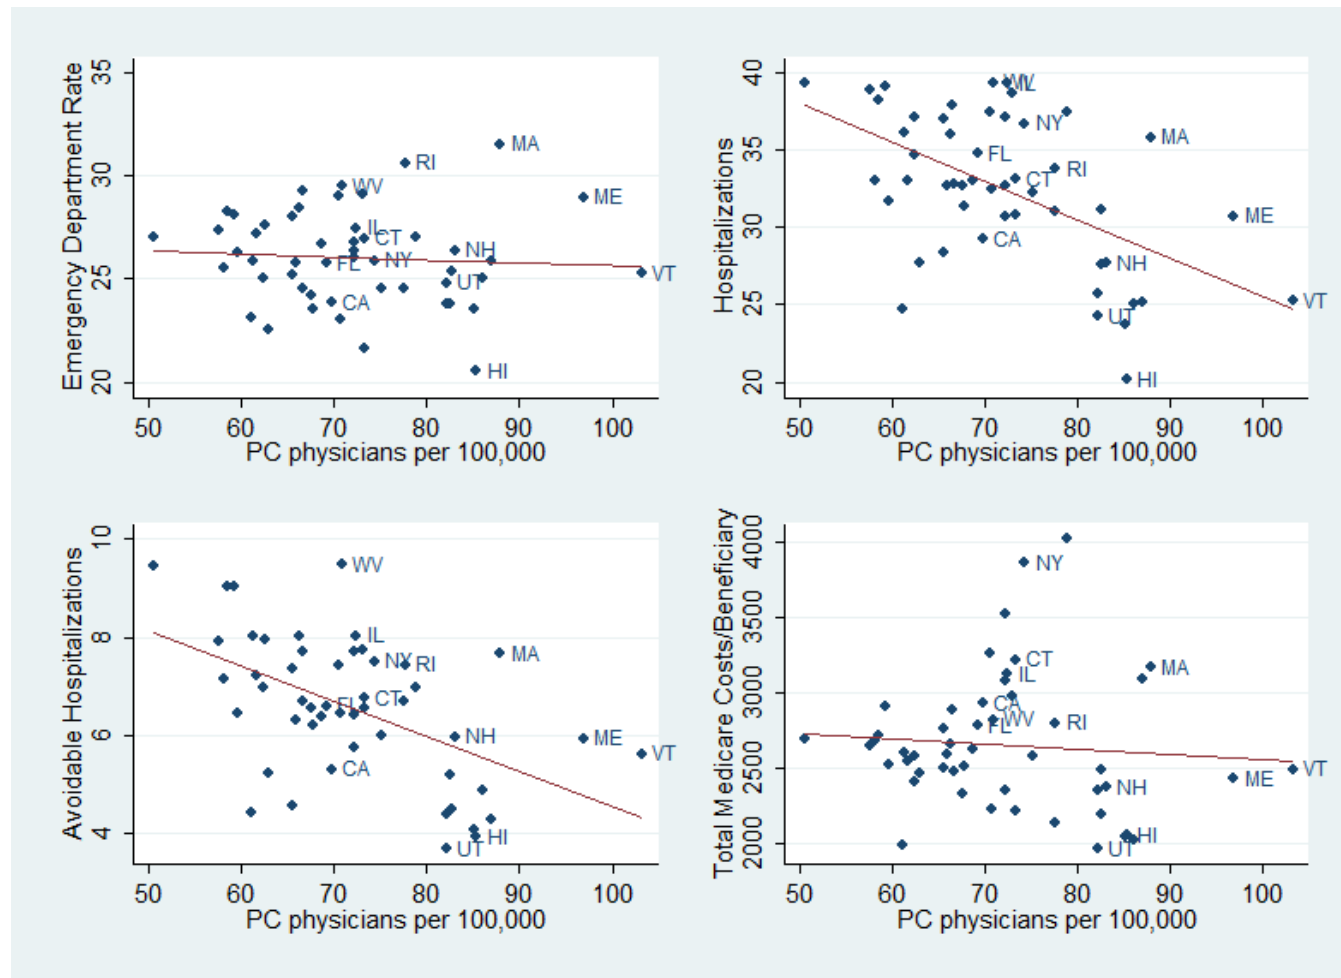 Emergency Department Rate
35
30
25
20
MA
RI
WV
ME
IL
CT
NH
FL
NY
VT
UT
CA
HI
50 60 70 80 90 100
PC physicians per 100,000
Hospitalizations
40
35
30
25
20
WV
IL
NY
MA
FL
RI
CT
ME
CA
NH
VT
UT
HI
50 60 70 80 90 100
PC physicians per 100,000
Avoidable Hospitalizations
10
8
6
4
WV
IL
NY
RI
MA
CT
FL
NH
ME
VT
CA
HI
UT
50 60 70 80 90 100
PC physicians per 100,000
Total Medicare Costs/Beneficiary
4000
3500
3000
2500
2000
NY
CT
IL
MA
CA
WV
FL
RI
VT
ME
NH
HI
UT
50 60 70 80 90 100
PC physicians per 100,000